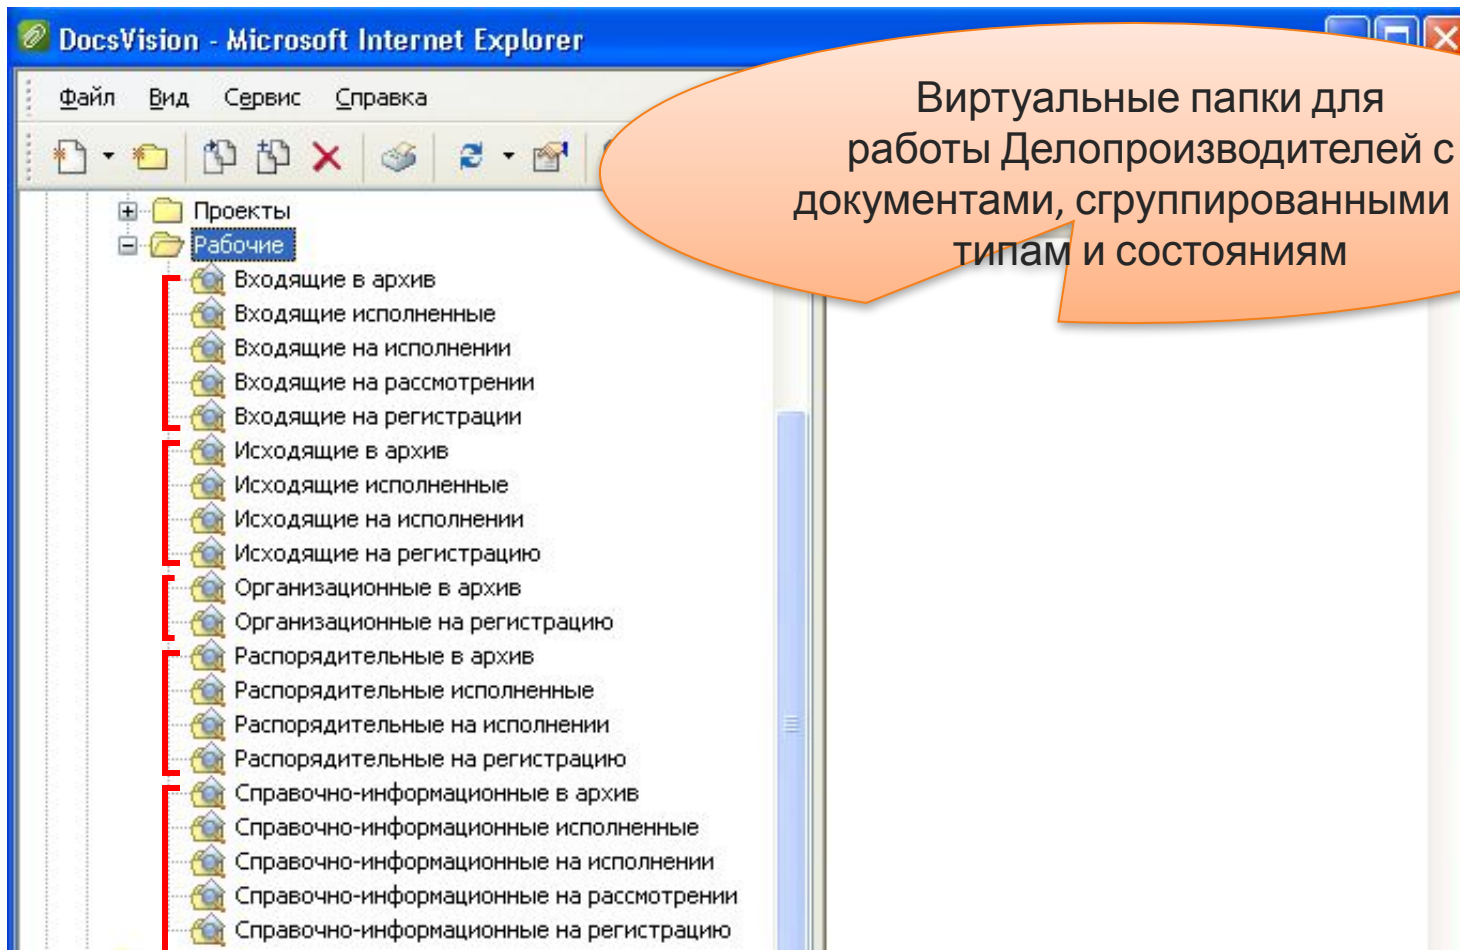 DocsVision - Microsoft Internet Explorer
Файл Вид Сервис Справка
Виртуальные папки для
работы Делопроизводителей с
документами, сгруппированными
типам и состояниям
Проекты
Рабочие
Входящие в архив
Входящие исполненные
Входящие на исполнении
Входящие на рассмотрении
Входящие на регистрации
Исходящие в архив
Исходящие исполненные
Исходящие на исполнении
Исходящие на регистрацию
Организационные в архив
Организационные на регистрацию
Распорядительные в архив
Распорядительные исполненные
Распорядительные на исполнении
Распорядительные на регистрацию
Справочно-информационные в архив
Справочно-информационные исполненные
Справочно-информационные на исполнении
Справочно-информационные на рассмотрении
Справочно-информационные на регистрацию